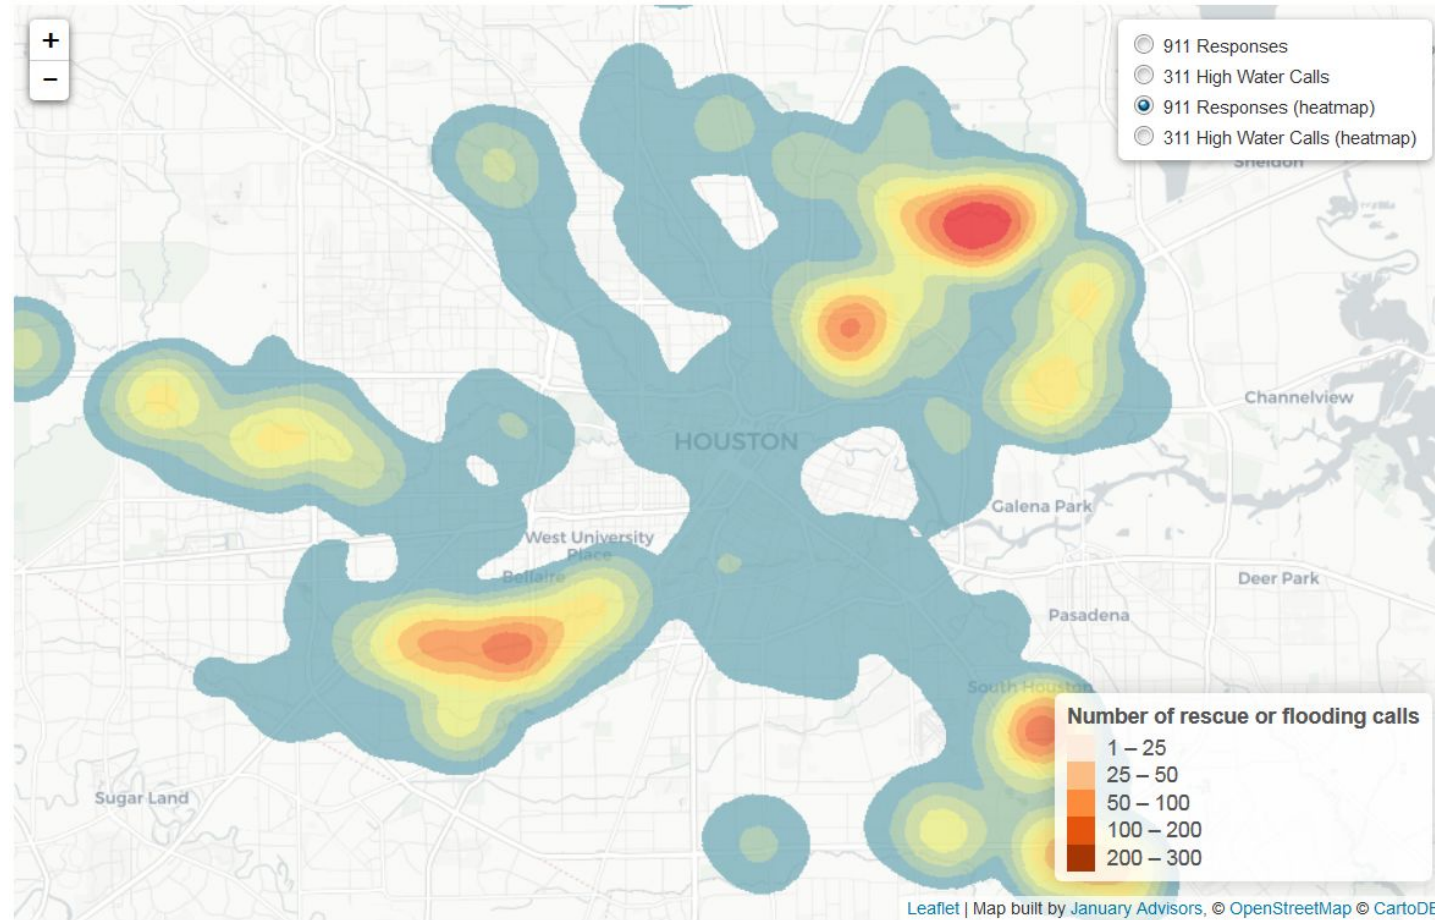 +
−
911 Responses
311 High Water Calls
911 Responses (heatmap)
311 High Water Calls (heatmap)
Sheldon
Channelview
HOUSTON
Galena Park
West University
Place
Bellaire
Deer Park
Pasadena
South Houston
Sugar Land
Number of rescue or flooding calls
1 – 25
25 – 50
50 – 100
100 – 200
200 – 300
Leaflet | Map built by January Advisors, © OpenStreetMap © CartoDB